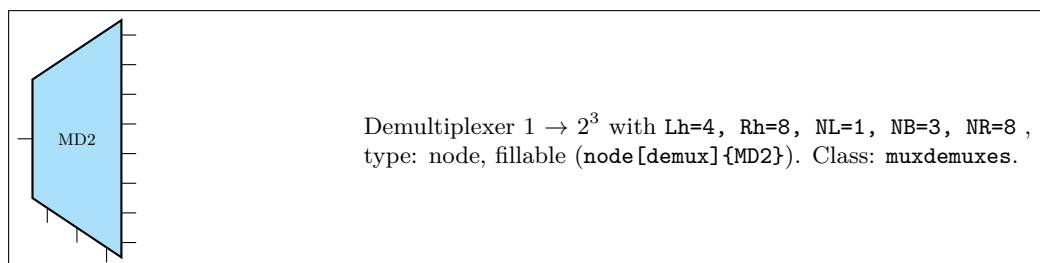 MD2
Demultiplexer 1 → 2³ with Lh=4, Rh=8, NL=1, NB=3, NR=8 ,
type: node, fillable (node[demux]{MD2}). Class: muxdemuxes.